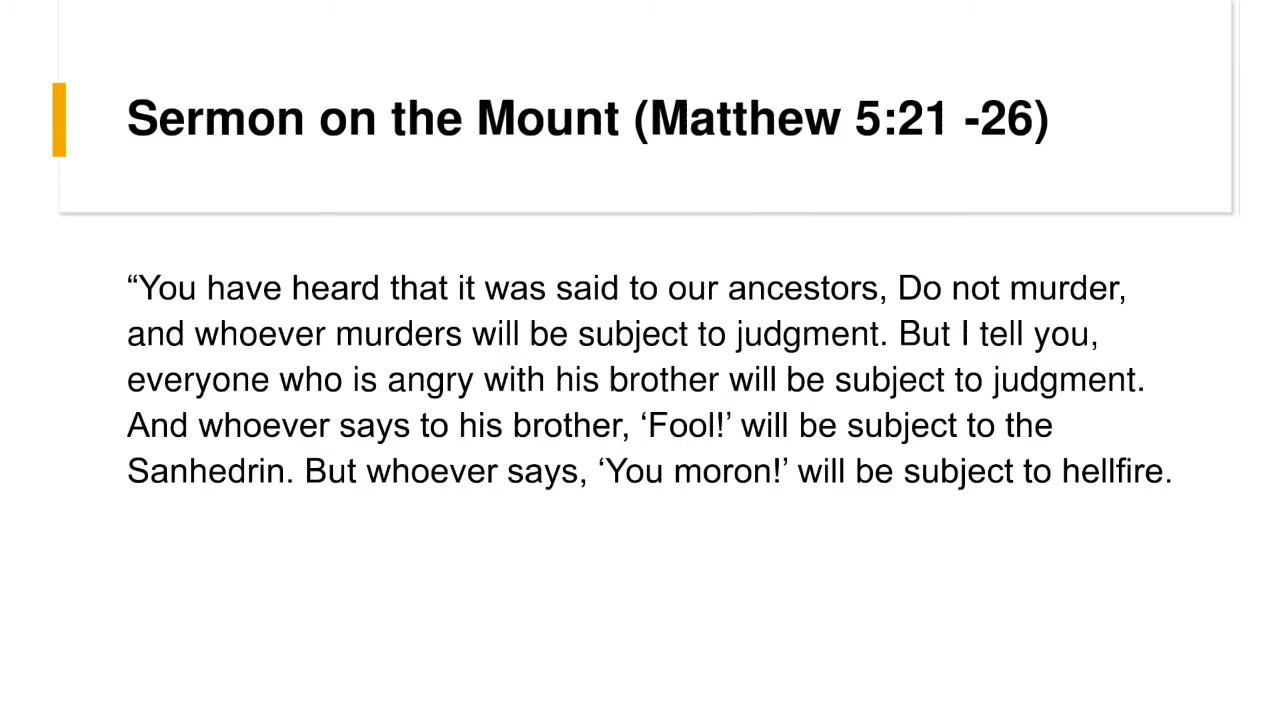 Sermon on the Mount (Matthew 5:21 -26)
“You have heard that it was said to our ancestors, Do not murder,
and whoever murders will be subject to judgment. But I tell you,
everyone who is angry with his brother will be subject to judgment.
And whoever says to his brother, ‘Fool!’ will be subject to the
Sanhedrin. But whoever says, ‘You moron!’ will be subject to hellfire.